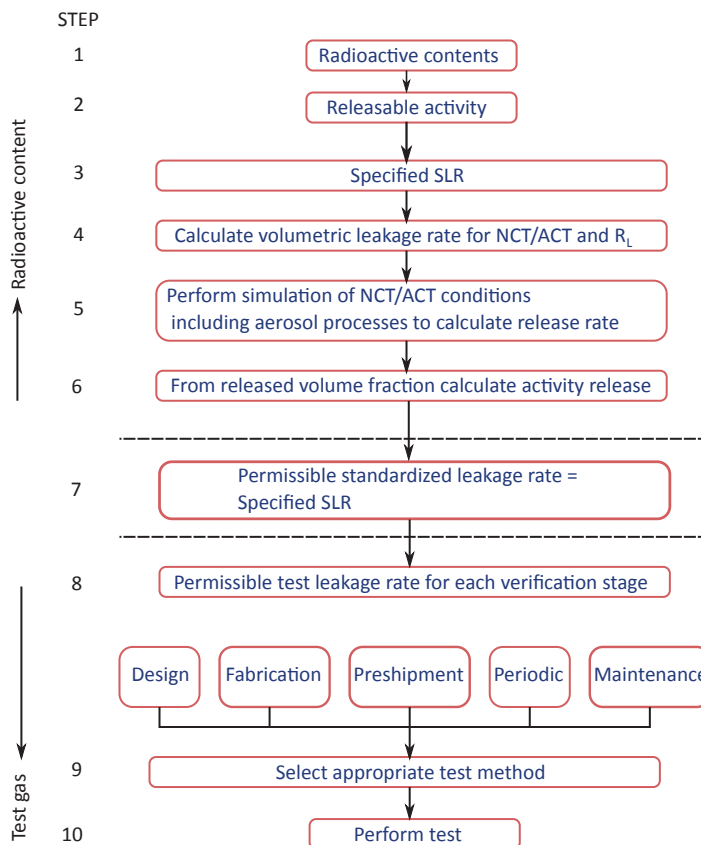 STEP
1 Radioactive contents
2 Releasable activity
3 Specified SLR
4 Calculate volumetric leakage rate for NCT/ACT and RL
5 Perform simulation of NCT/ACT conditions
including aerosol processes to calculate release rate
6 From released volume fraction calculate activity release
Radioactive content
7 Permissible standardized leakage rate =
Specified SLR
8 Permissible test leakage rate for each verification stage
Design Fabrication Preshipment Periodic Maintenance
9 Select appropriate test method
10 Perform test
Test gas